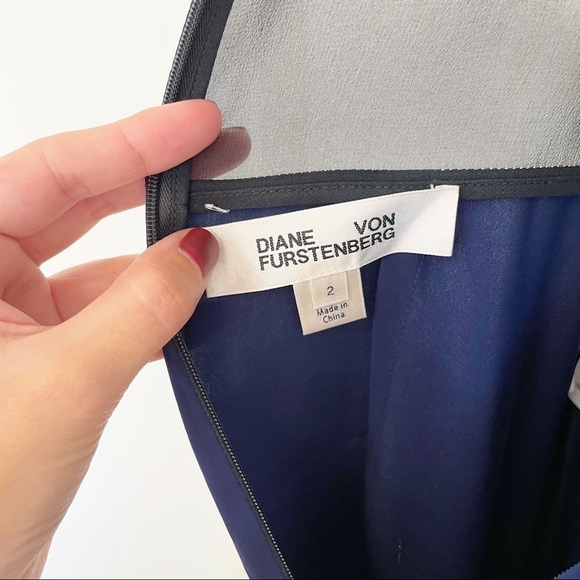 DIANE VON
FURSTENBERG
2
Made in
China